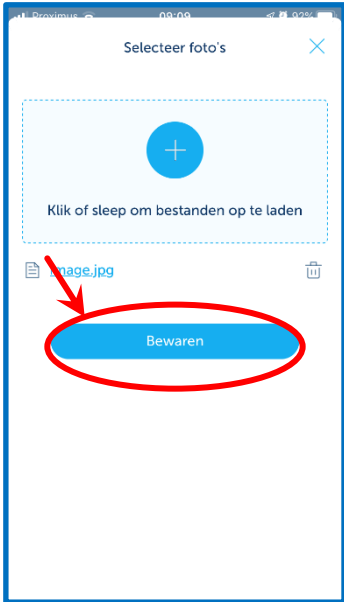 Proximus 09:09 92%
Selecteer foto's
Klik of sleep om bestanden op te laden
image.jpg
Bewaren